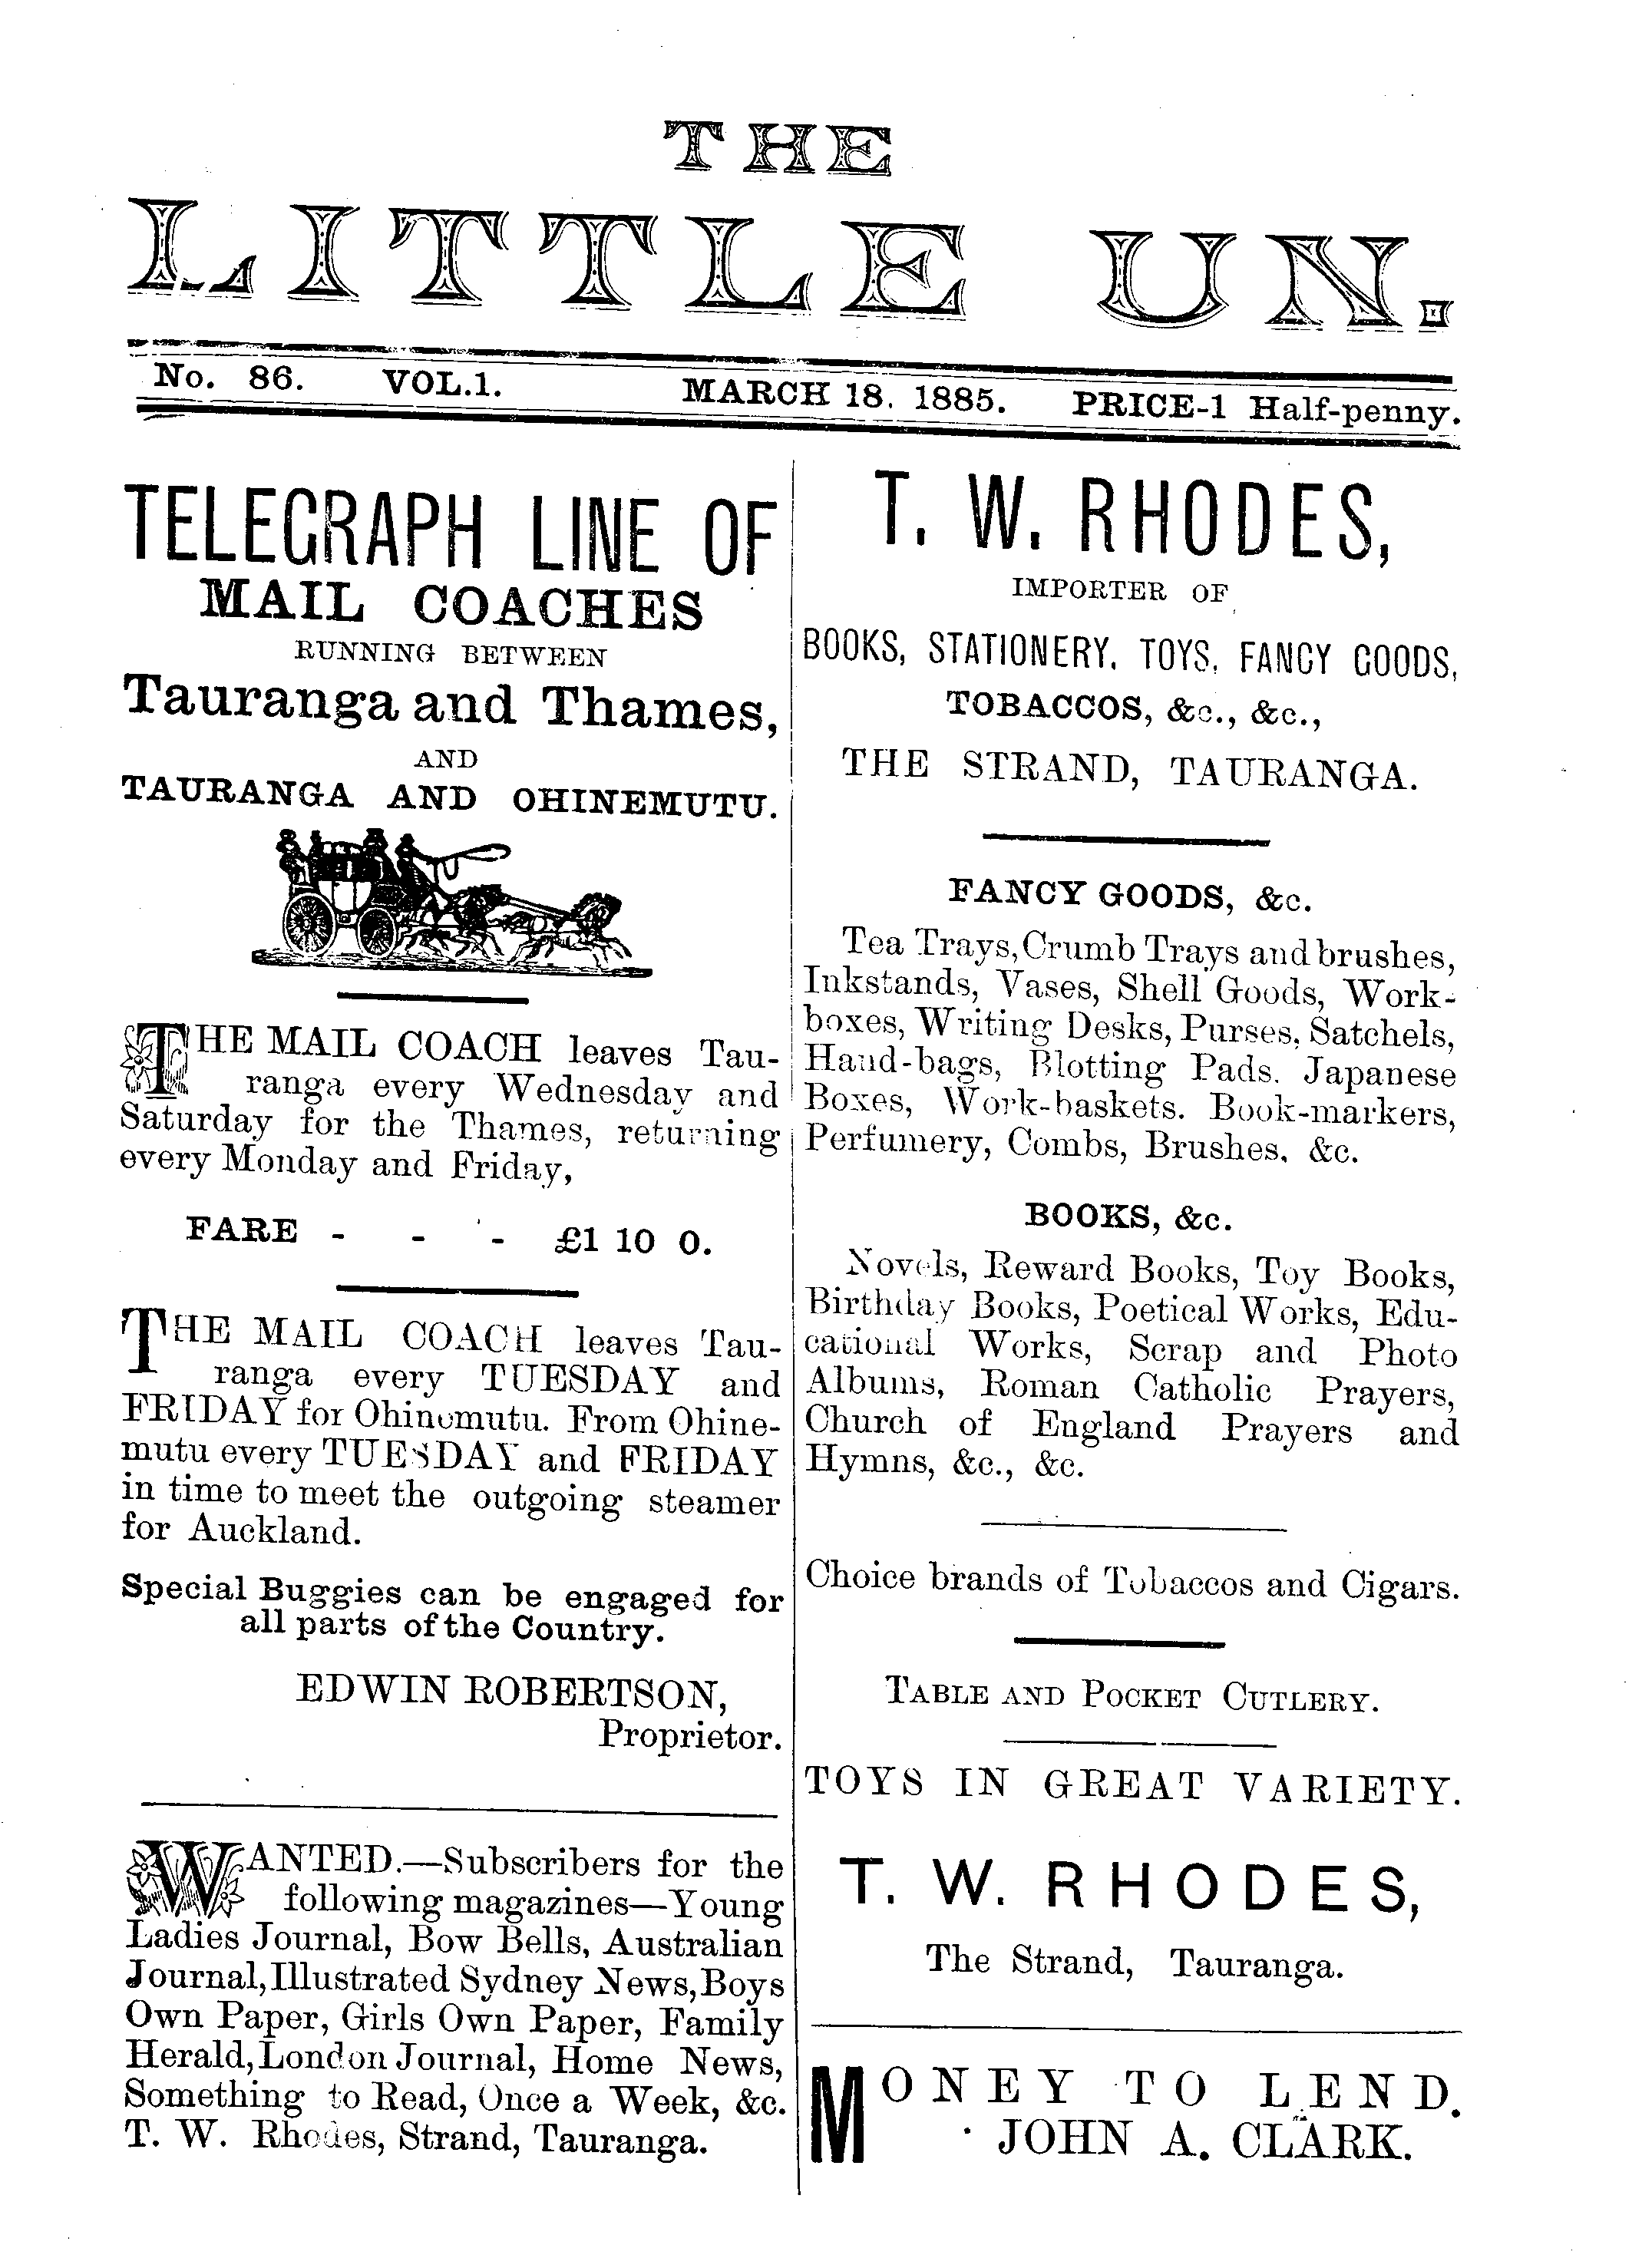 THE
LITTLE UN.
No. 86. VOL.1. MARCH 18. 1885. PRICE-1 Half-penny.
TELEGRAPH LINE OF
MAIL COACHES
RUNNING BETWEEN
Tauranga and Thames,
AND
TAURANGA AND OHINEMUTU.
THE MAIL COACH leaves Tau-
ranga every Wednesday and
Saturday for the Thames, returning
every Monday and Friday,
FARE - - - £1 10 0.
THE MAIL COACH leaves Tau-
ranga every TUESDAY and
FRIDAY for Ohinemutu. From Ohine-
mutu every TUESDAY and FRIDAY
in time to meet the outgoing steamer
for Auckland.
Special Buggies can be engaged for
all parts of the Country.
EDWIN ROBERTSON,
Proprietor.
WANTED.—Subscribers for the
following magazines—Young
Ladies Journal, Bow Bells, Australian
Journal, Illustrated Sydney News, Boys
Own Paper, Girls Own Paper, Family
Herald, London Journal, Home News,
Something to Read, Once a Week, &c.
T. W. Rhodes, Strand, Tauranga.
T. W. RHODES,
IMPORTER OF
BOOKS, STATIONERY. TOYS, FANCY GOODS,
TOBACCOS, &c., &c.,
THE STRAND, TAURANGA.
FANCY GOODS, &c.
Tea Trays, Crumb Trays and brushes,
Inkstands, Vases, Shell Goods, Work-
boxes, Writing Desks, Purses, Satchels,
Hand-bags, Blotting Pads. Japanese
Boxes, Work-baskets. Book-markers,
Perfumery, Combs, Brushes. &c.
BOOKS, &c.
Novels, Reward Books, Toy Books,
Birthday Books, Poetical Works, Edu-
cational Works, Scrap and Photo
Albums, Roman Catholic Prayers,
Church of England Prayers and
Hymns, &c., &c.
Choice brands of Tobaccos and Cigars.
TABLE AND POCKET CUTLERY.
TOYS IN GREAT VARIETY.
T. W. RHODES,
The Strand, Tauranga.
MONEY TO LEND.
JOHN A. CLARK.